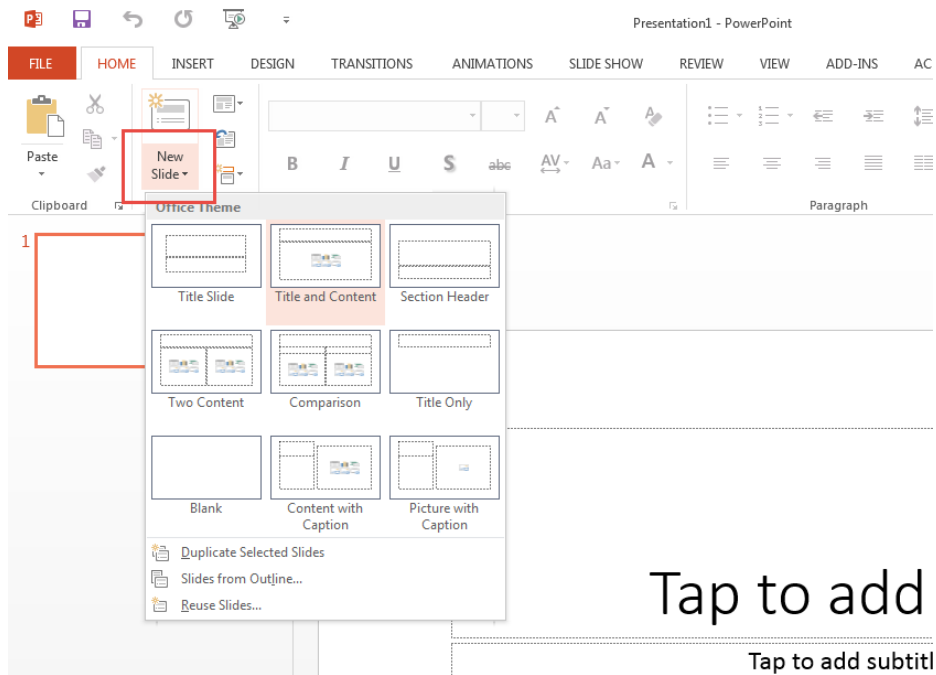 Presentation1 - PowerPoint
FILE HOME INSERT DESIGN TRANSITIONS ANIMATIONS SLIDE SHOW REVIEW VIEW ADD-INS AC
Paste
New
Slide
B I U S abc AV Aa A
Clipboard
Paragraph
Office Theme
1
Title Slide
Title and Content
Section Header
Two Content
Comparison
Title Only
Blank
Content with
Caption
Picture with
Caption
Duplicate Selected Slides
Slides from Outline...
Reuse Slides...
Tap to add
Tap to add subtitl